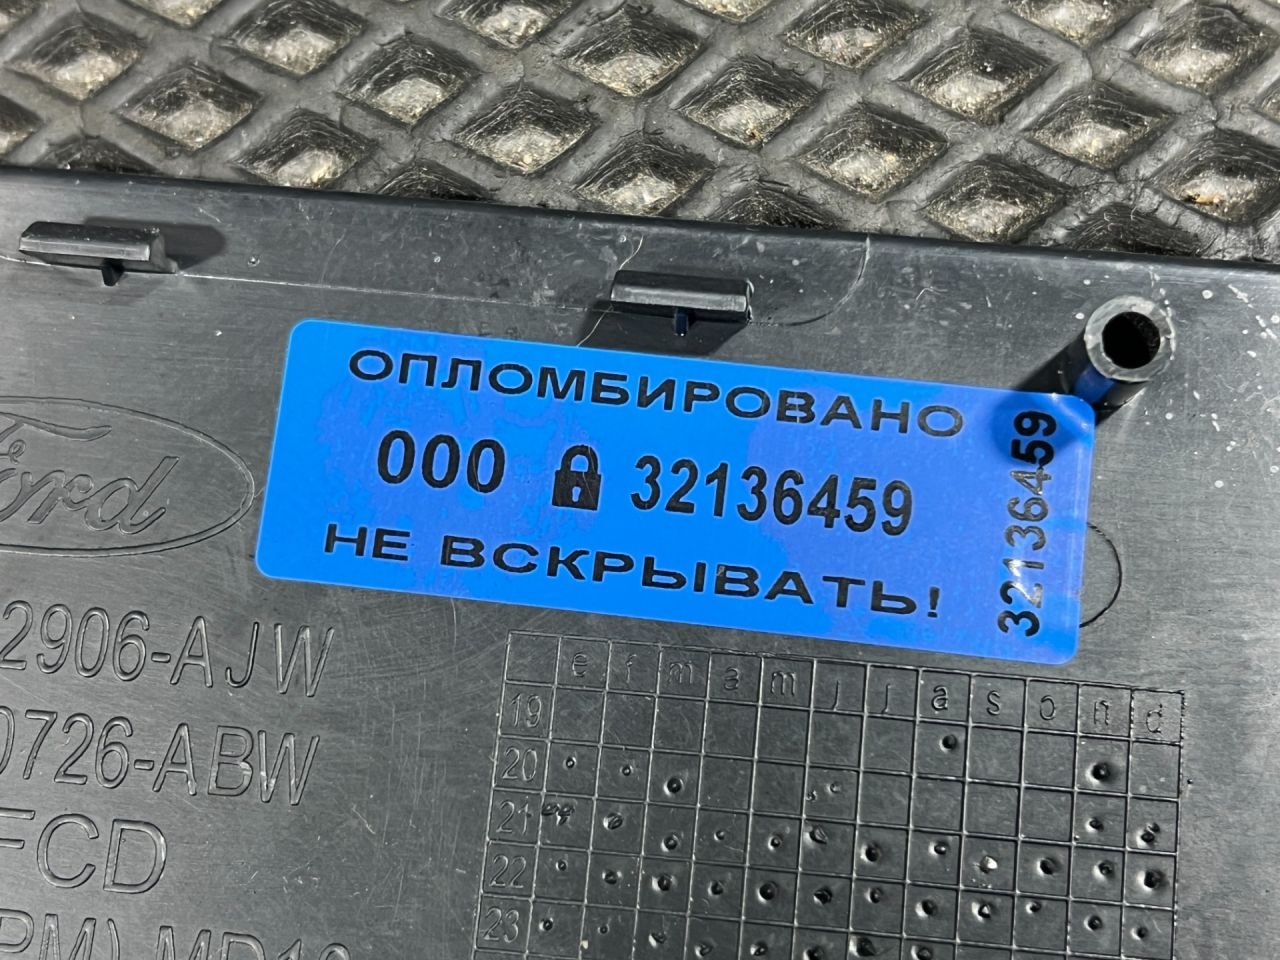 ОПЛОМБИРОВАНО
000 32136459
НЕ ВСКРЫВАТЬ!
32136459
Ford
2906-AJW
0726-ABW
FCD
e f m a m j j a s o n d
19
20
21
22
23